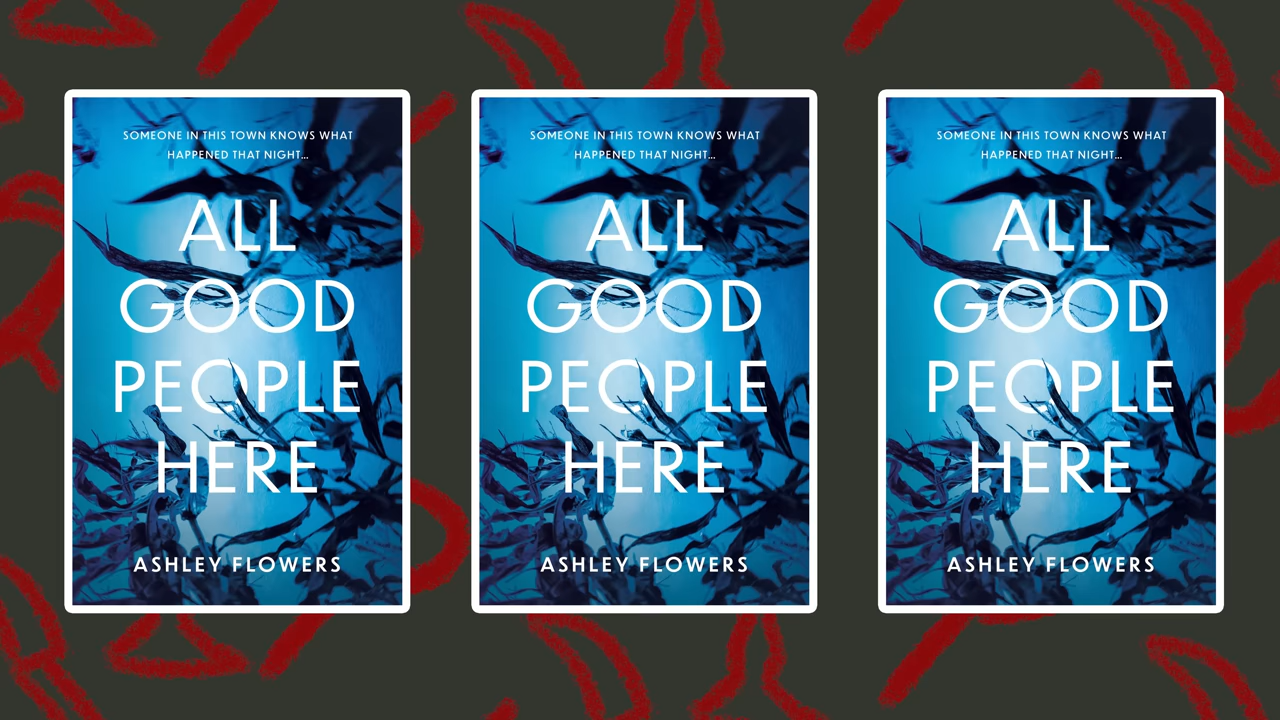 SOMEONE IN THIS TOWN KNOWS WHAT
HAPPENED THAT NIGHT...
ALL
GOOD
PEOPLE
HERE
ASHLEY FLOWERS
SOMEONE IN THIS TOWN KNOWS WHAT
HAPPENED THAT NIGHT...
ALL
GOOD
PEOPLE
HERE
ASHLEY FLOWERS
SOMEONE IN THIS TOWN KNOWS WHAT
HAPPENED THAT NIGHT...
ALL
GOOD
PEOPLE
HERE
ASHLEY FLOWERS